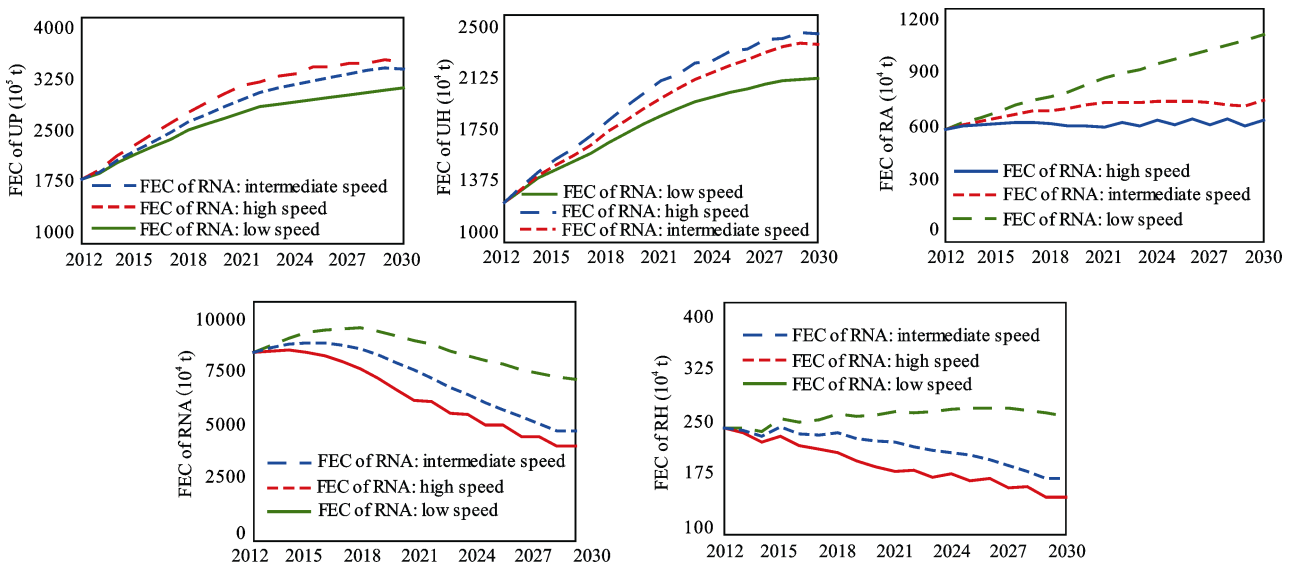 FEC of UP (10⁵ t)
4000
3250
2500
1750
1000
FEC of RNA: intermediate speed
FEC of RNA: high speed
FEC of RNA: low speed
2012 2015 2018 2021 2024 2027 2030
FEC of UH (10⁴ t)
2500
2125
1750
1375
1000
FEC of RNA: low speed
FEC of RNA: high speed
FEC of RNA: intermediate speed
2012 2015 2018 2021 2024 2027 2030
FEC of RA (10⁴ t)
1200
900
600
300
0
FEC of RNA: high speed
FEC of RNA: intermediate speed
FEC of RNA: low speed
2012 2015 2018 2021 2024 2027 2030
FEC of RNA (10⁴ t)
10000
7500
5000
2500
0
FEC of RNA: intermediate speed
FEC of RNA: high speed
FEC of RNA: low speed
2012 2015 2018 2021 2024 2027 2030
FEC of RH (10⁴ t)
400
325
250
175
100
FEC of RNA: intermediate speed
FEC of RNA: high speed
FEC of RNA: low speed
2012 2015 2018 2021 2024 2027 2030